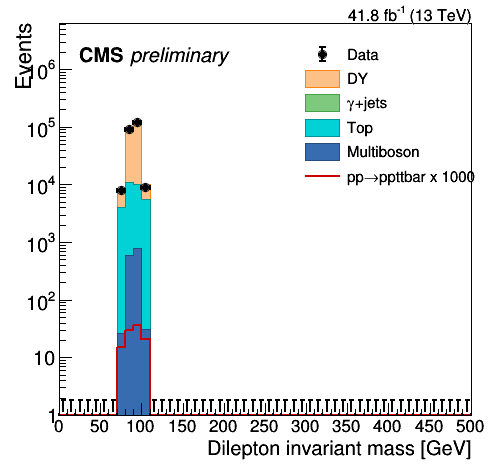 41.8 fb⁻¹ (13 TeV)
Events
CMS preliminary
Data
DY
γ+jets
Top
Multiboson
pp→ppttbar x 1000
10⁶
10⁵
10⁴
10³
10²
10
1
0 50 100 150 200 250 300 350 400 450 500
Dilepton invariant mass [GeV]